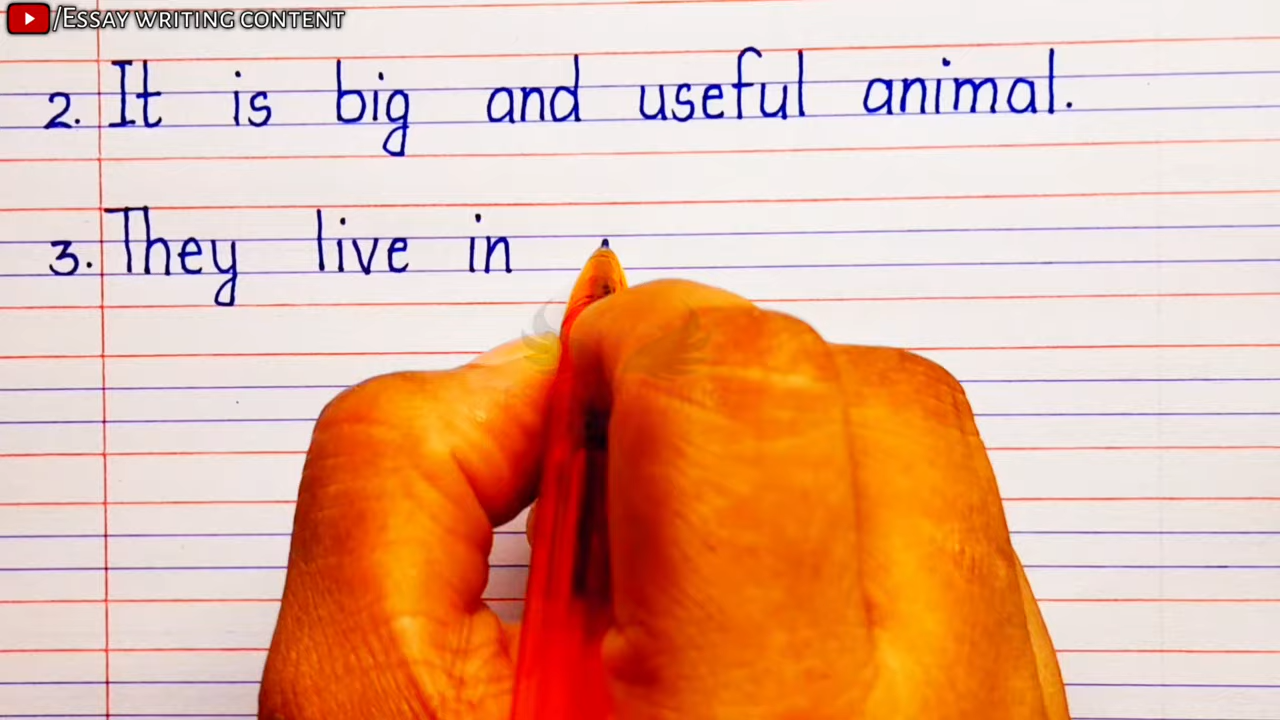 /Essay writing content
2. It is big and useful animal.
3. They live in